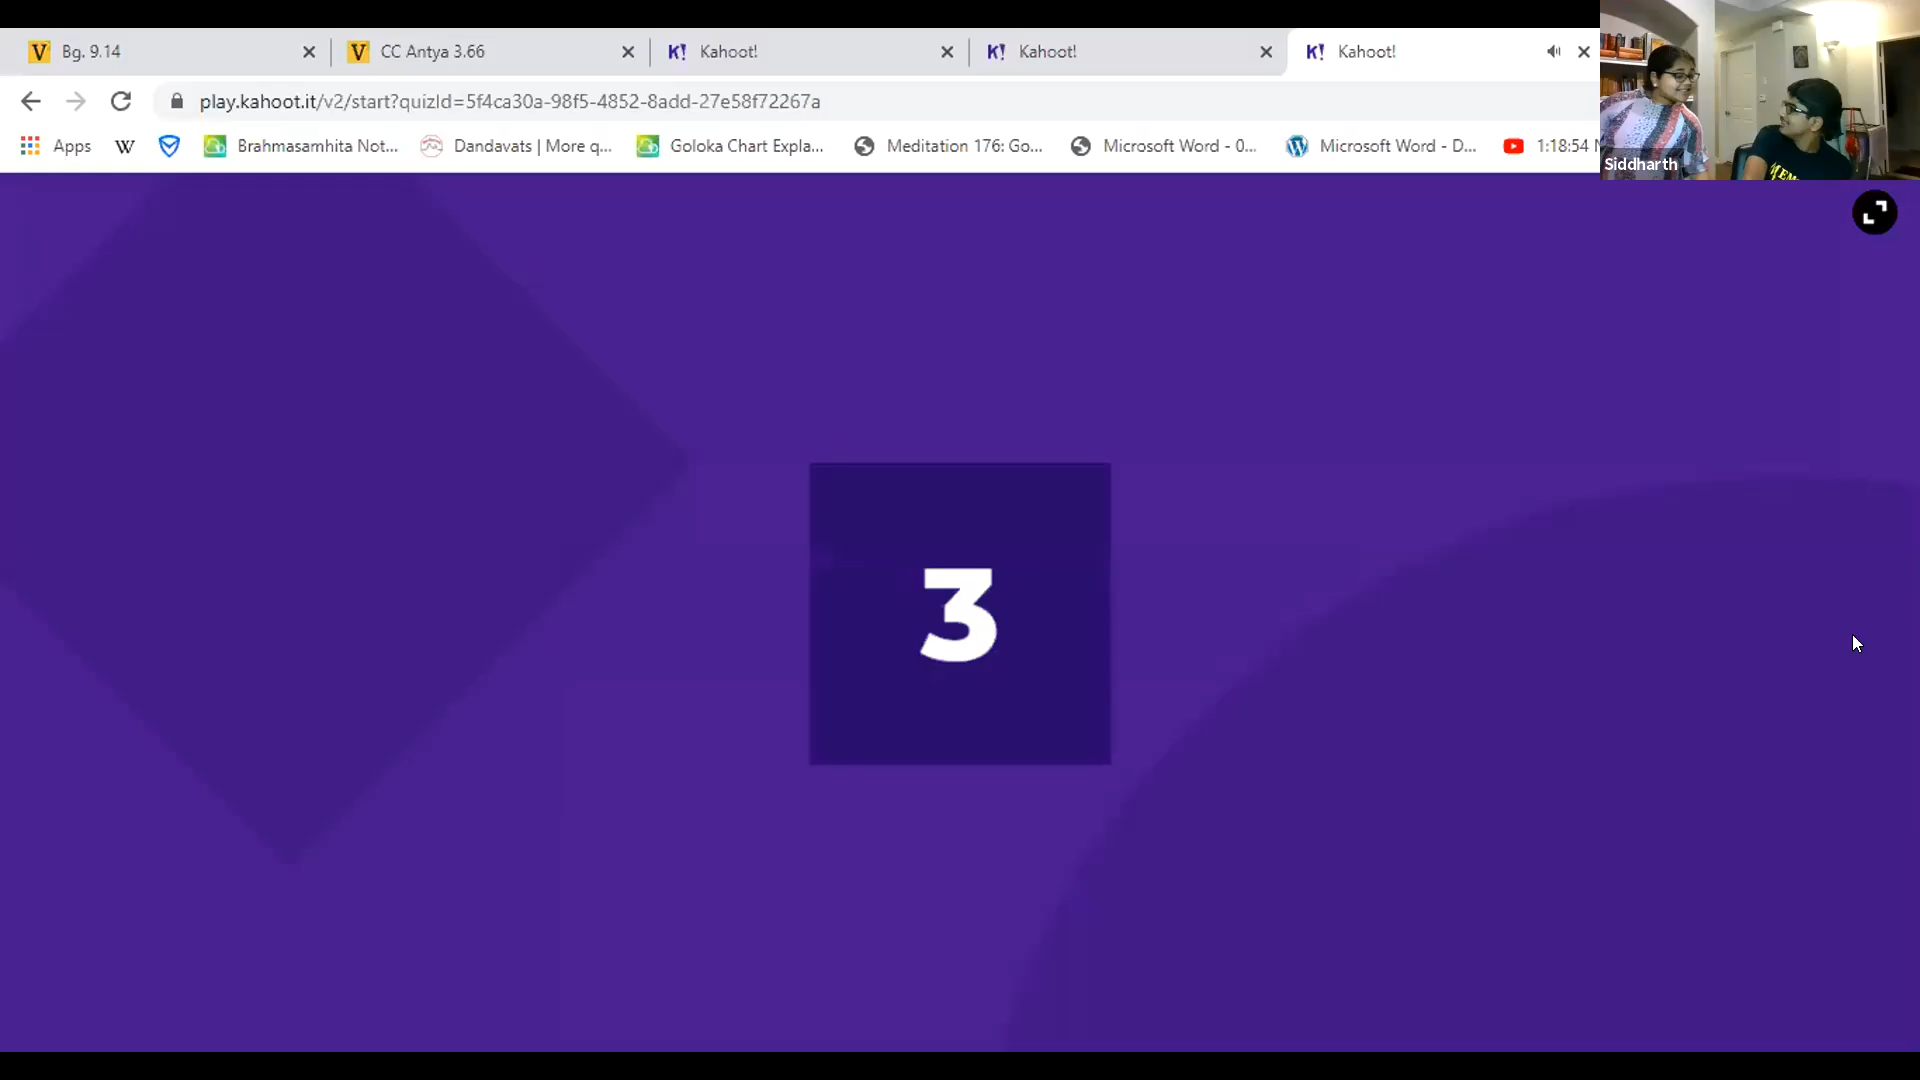 Bg. 9.14
CC Antya 3.66
K! Kahoot!
K! Kahoot!
K! Kahoot!
play.kahoot.it/v2/start?quizId=5f4ca30a-98f5-4852-8add-27e58f72267a
Apps
W
Brahmasamhita Not...
Dandavats | More q...
Goloka Chart Expla...
Meditation 176: Go...
Microsoft Word - 0...
Microsoft Word - D...
1:18:54
Siddharth
3